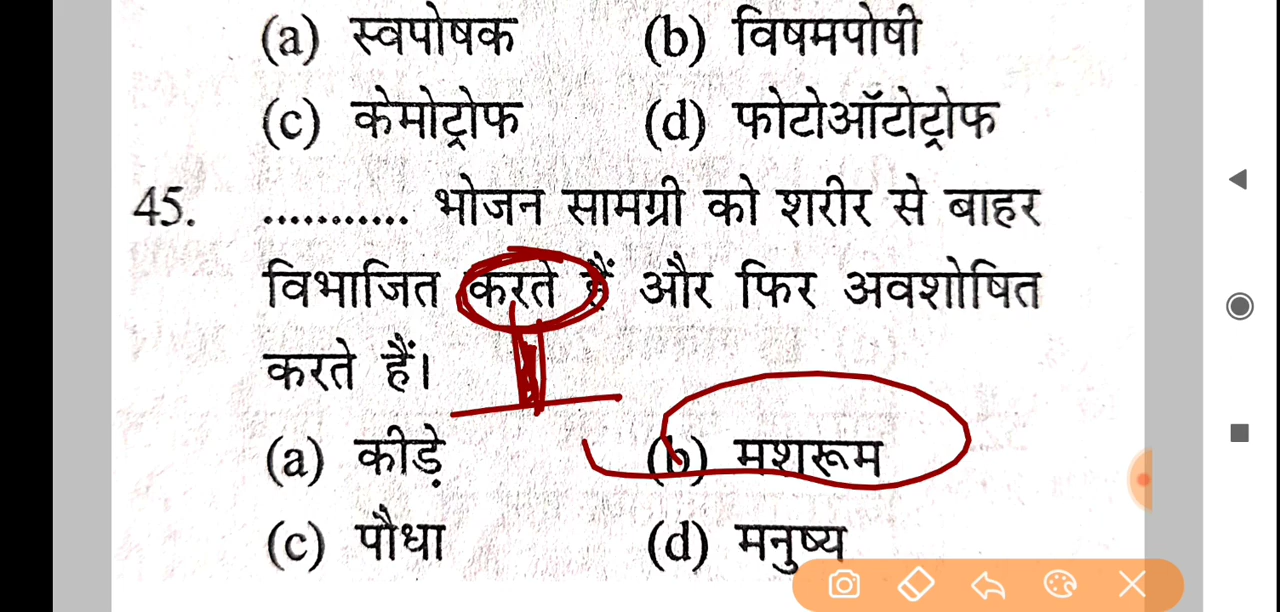 (a) स्वपोषक (b) विषमपोषी
(c) केमोट्रोफ (d) फोटोऑटोट्रोफ
45. ............ भोजन सामग्री को शरीर से बाहर
विभाजित करते हैं और फिर अवशोषित
करते हैं।
(a) कीड़े (b) मशरूम
(c) पौधा (d) मनुष्य